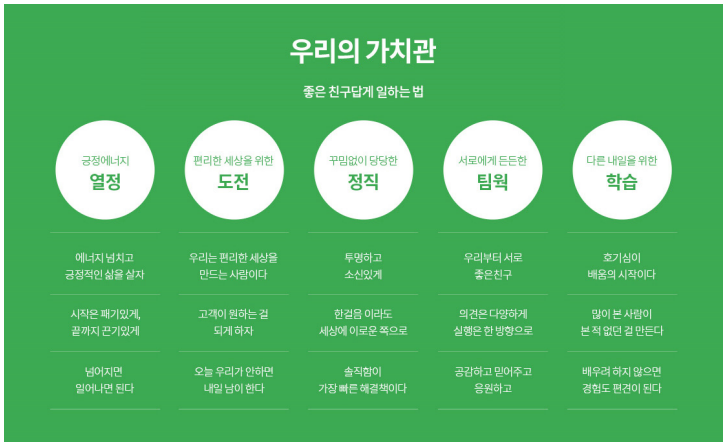 우리의 가치관
좋은 친구답게 일하는 법
긍정에너지
열정
편리한 세상을 위한
도전
꾸밈없이 당당한
정직
서로에게 든든한
팀웍
다른 내일을 위한
학습
에너지 넘치고
긍정적인 삶을 살자
우리는 편리한 세상을
만드는 사람이다
투명하고
소신있게
우리부터 서로
좋은친구
호기심이
배움의 시작이다
시작은 패기있게,
끝까지 끈기있게
고객이 원하는 걸
되게 하자
한걸음 이라도
세상에 이로운 쪽으로
의견은 다양하게
실행은 한 방향으로
많이 본 사람이
본 적 없던 걸 만든다
넘어지면
일어나면 된다
오늘 우리가 안하면
내일 남이 한다
솔직함이
가장 빠른 해결책이다
공감하고 믿어주고
응원하고
배우려 하지 않으면
경험도 편견이 된다